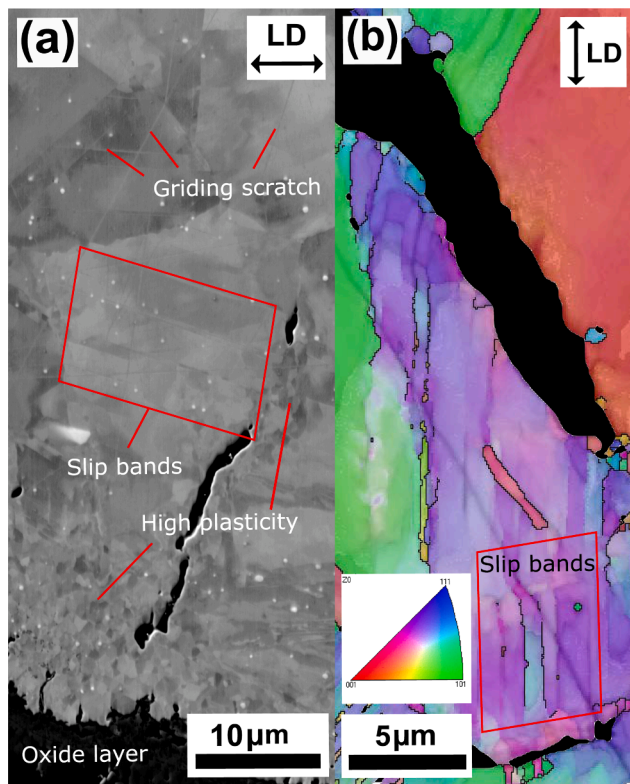 (a)
LD
Griding scratch
Slip bands
High plasticity
Oxide layer
10μm
(b)
LD
Slip bands
111
001
101
5μm